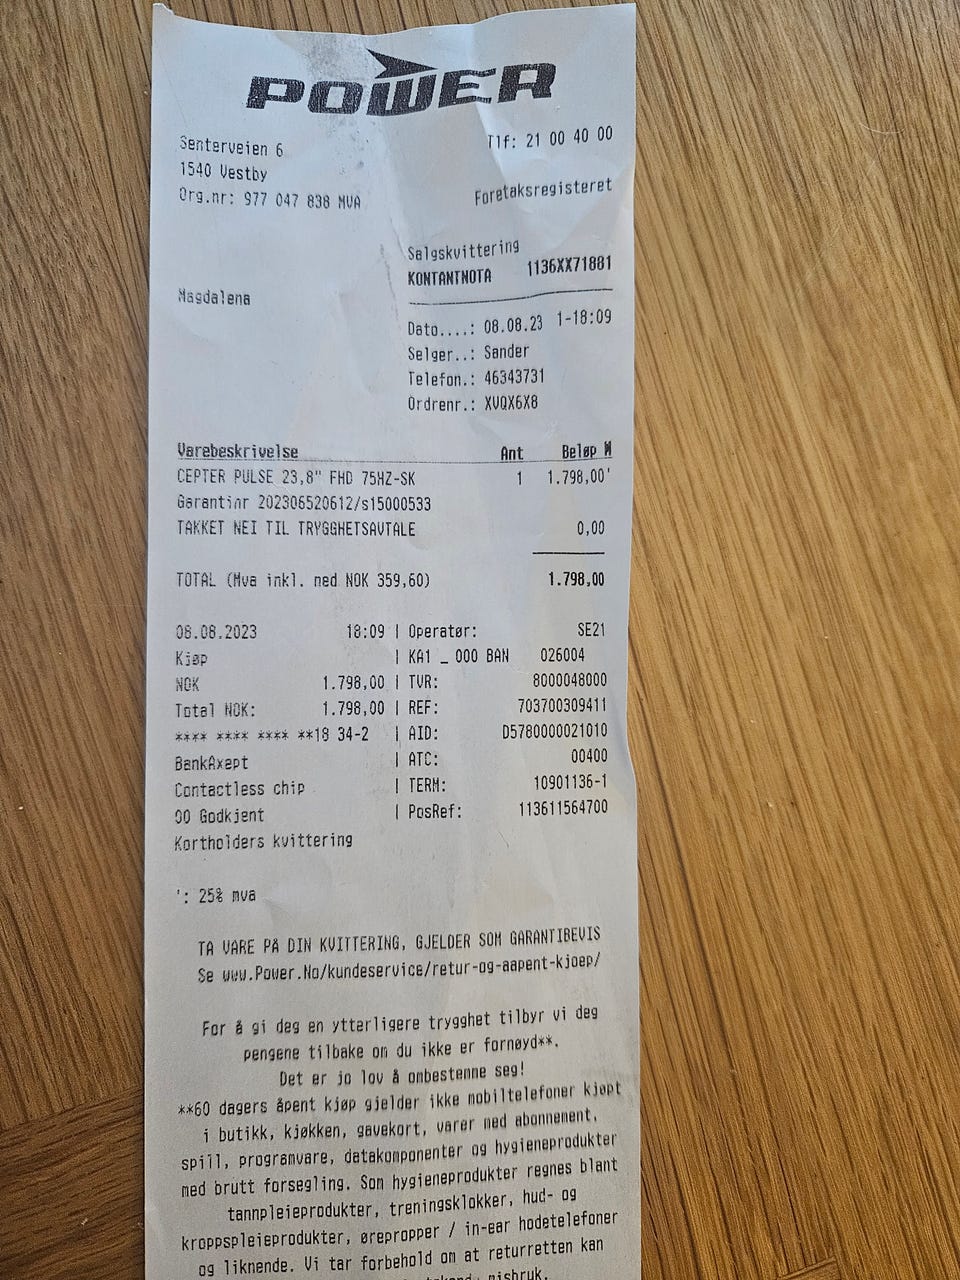 POWER
Senterveien 6 Tlf: 21 00 40 00
1540 Vestby
Org.nr: 977 047 838 MVA Foretaksregisteret
Salgskvittering
KONTANTNOTA 1136XX71881
Magdalena
Dato....: 08.08.23 1-18:09
Selger..: Sander
Telefon.: 46343731
Ordrenr.: XVQX6X8
Varebeskrivelse Ant Beløp M
CEPTER PULSE 23,8" FHD 75HZ-SK 1 1.798,00'
Garantinr 202306520612/s15000533
TAKKET NEI TIL TRYGGHETSAVTALE 0,00
TOTAL (Mva inkl. med NOK 359,60) 1.798,00
08.08.2023 18:09 | Operatør: SE21
Kjøp | KA1 _ 000 BAN 026004
NOK 1.798,00 | TVR: 8000048000
Total NOK: 1.798,00 | REF: 703700309411
**** **** **** **18 34-2 | AID: D5780000021010
BankAxept | ATC: 00400
Contactless chip | TERM: 10901136-1
00 Godkjent | PosRef: 113611564700
Kortholders kvittering
': 25% mva
TA VARE PÅ DIN KVITTERING, GJELDER SOM GARANTIBEVIS
Se www.Power.No/kundeservice/retur-og-aapent-kjoep/
For å gi deg en ytterligere trygghet tilbyr vi deg
pengene tilbake om du ikke er fornøyd**.
Det er jo lov å ombestemme seg!
**60 dagers åpent kjøp gjelder ikke mobiltelefoner kjøpt
i butikk, kjøkken, gavekort, varer med abonnement,
spill, programvare, datakomponenter og hygieneprodukter
med brutt forsegling. Som hygieneprodukter regnes blant
tannpleieprodukter, treningsklokker, hud- og
kroppspleieprodukter, ørepropper / in-ear hodetelefoner
og liknende. Vi tar forbehold om at returretten kan
misbruk.